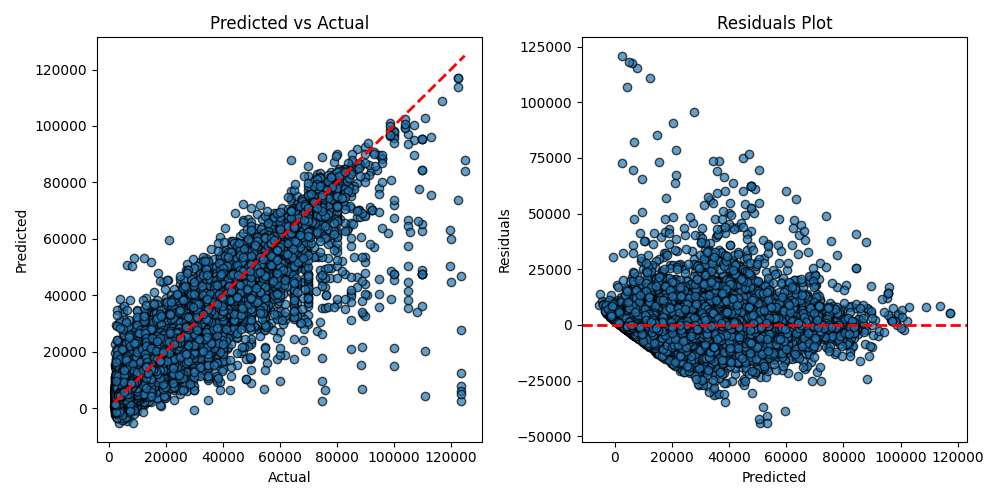 Predicted vs Actual
120000
100000
80000
60000
40000
20000
0
Predicted
0 20000 40000 60000 80000 100000 120000
Actual
Residuals Plot
125000
100000
75000
50000
25000
0
−25000
−50000
Residuals
0 20000 40000 60000 80000 100000 120000
Predicted